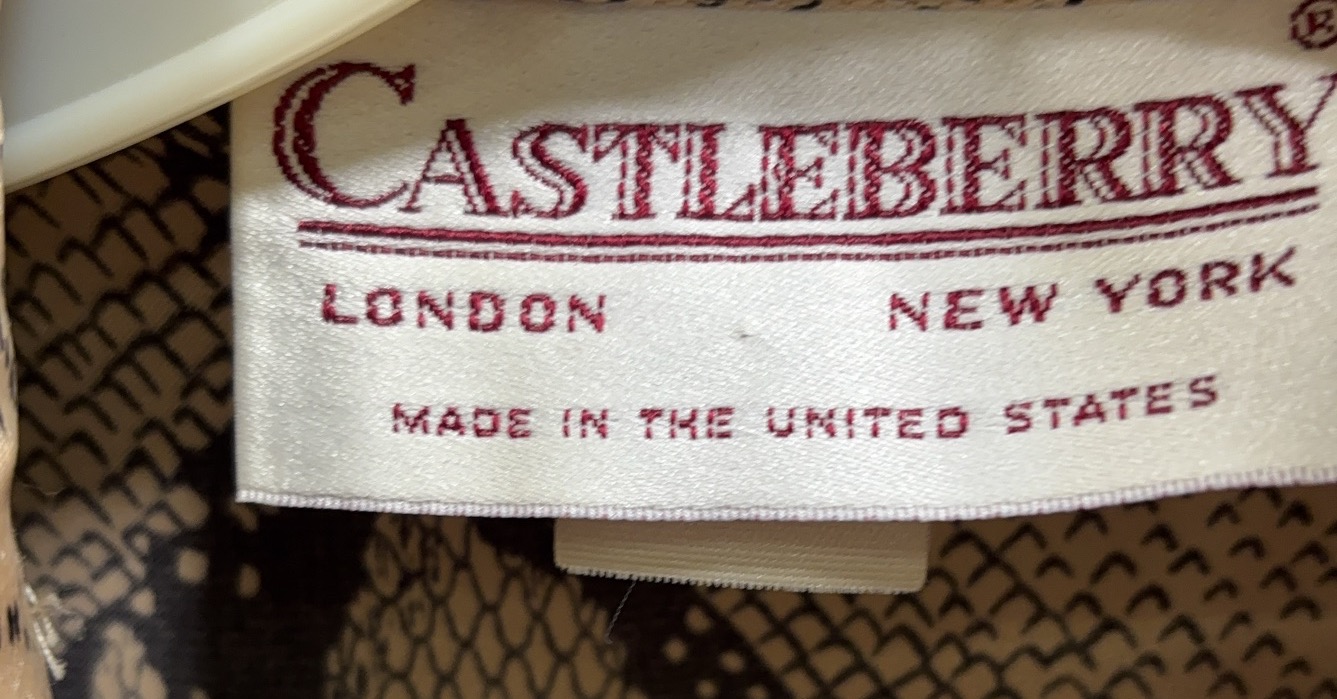 CASTLEBERRY®
LONDON NEW YORK
MADE IN THE UNITED STATES